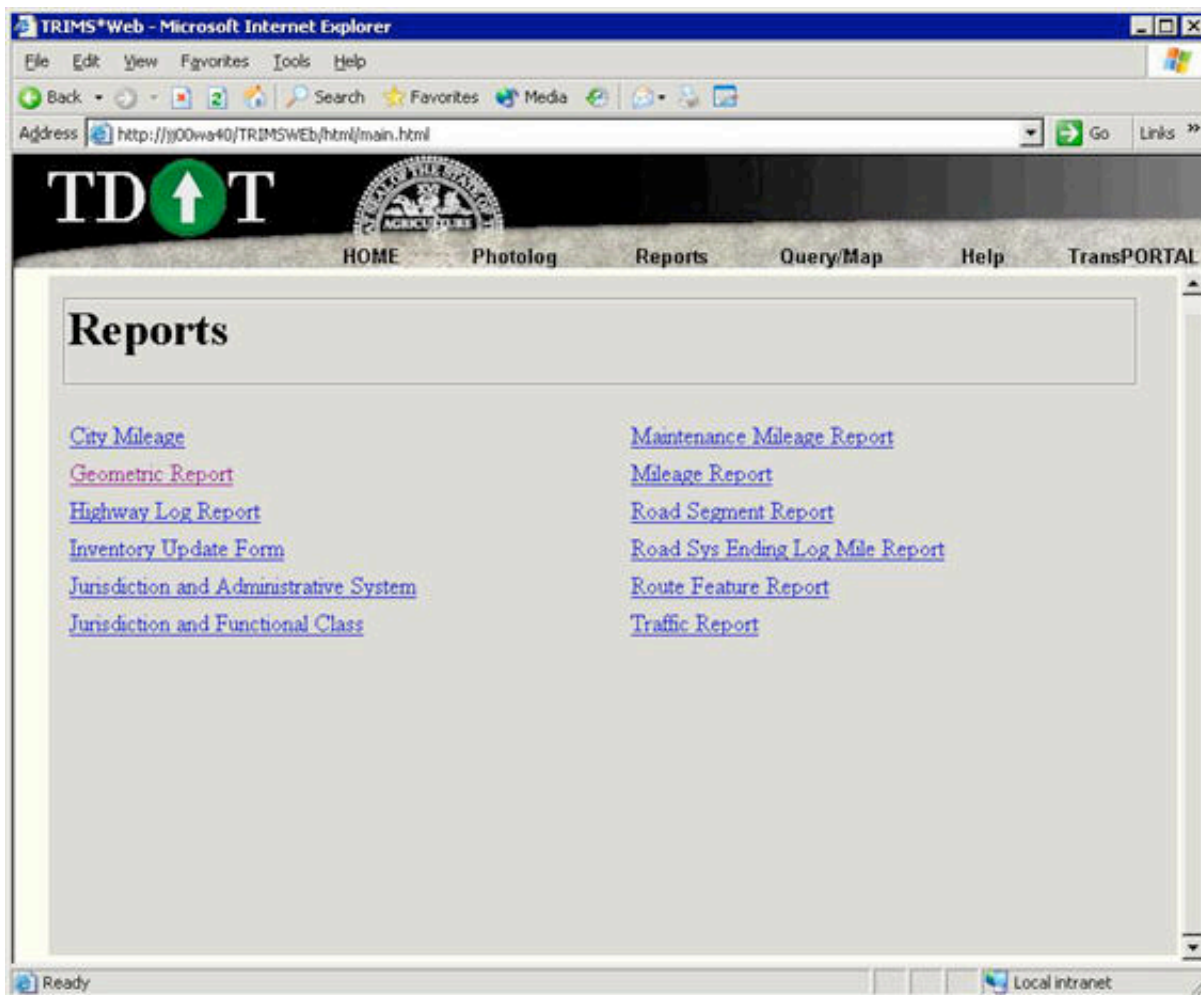 TRIMS*Web - Microsoft Internet Explorer
File Edit View Favorites Tools Help
Back Search Favorites Media
Address http://jj00wa40/TRIMSWEb/html/main.html Go Links »
TDOT
AGRICULTURE
HOME Photolog Reports Query/Map Help TransPORTAL
Reports
City Mileage
Geometric Report
Highway Log Report
Inventory Update Form
Jurisdiction and Administrative System
Jurisdiction and Functional Class
Maintenance Mileage Report
Mileage Report
Road Segment Report
Road Sys Ending Log Mile Report
Route Feature Report
Traffic Report
Ready Local intranet